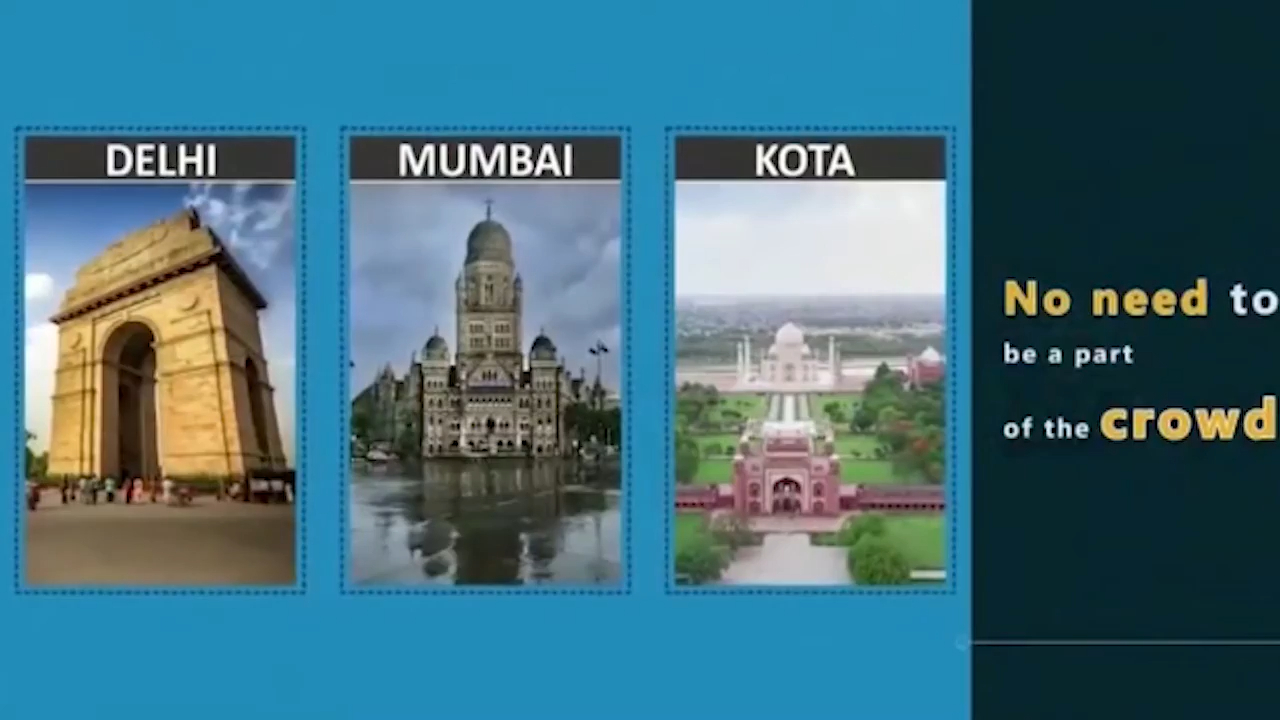 DELHI
MUMBAI
KOTA
No need to
be a part
of the crowd